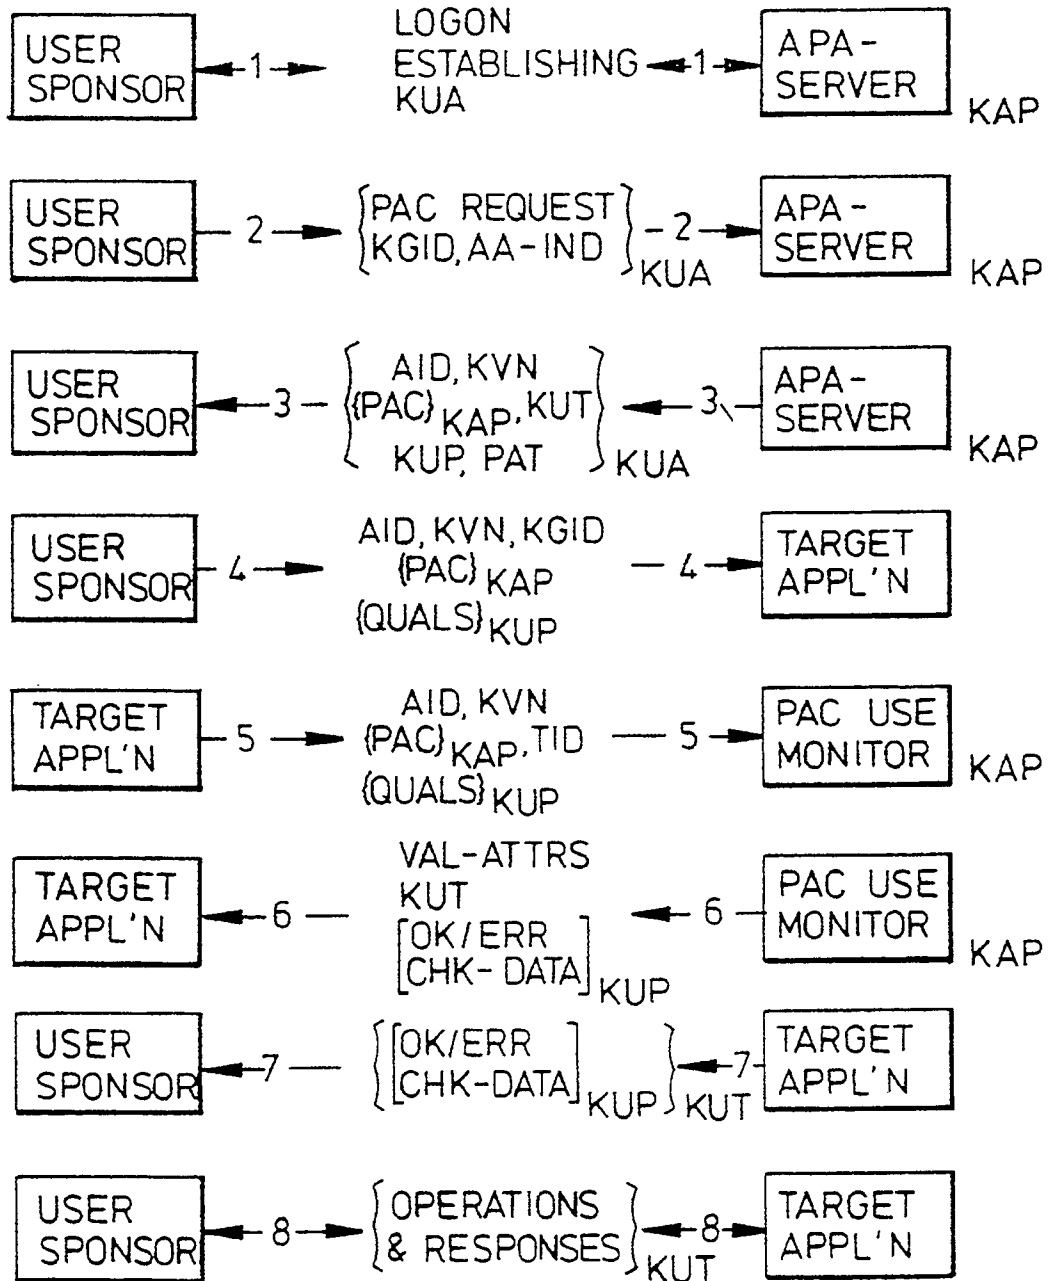 USER SPONSOR
1
LOGON ESTABLISHING KUA
1
APA-SERVER
KAP
USER SPONSOR
2
{PAC REQUEST KGID, AA-IND}KUA
2
APA-SERVER
KAP
USER SPONSOR
3
{AID, KVN {PAC}KAP, KUT KUP, PAT}KUA
3
APA-SERVER
KAP
USER SPONSOR
4
AID, KVN, KGID {PAC}KAP {QUALS}KUP
4
TARGET APPL'N
TARGET APPL'N
5
AID, KVN {PAC}KAP, TID {QUALS}KUP
5
PAC USE MONITOR
KAP
TARGET APPL'N
6
VAL-ATTRS KUT [OK/ERR CHK-DATA]KUP
6
PAC USE MONITOR
KAP
USER SPONSOR
7
{[OK/ERR CHK-DATA]KUP}KUT
7
TARGET APPL'N
USER SPONSOR
8
{OPERATIONS & RESPONSES}KUT
8
TARGET APPL'N